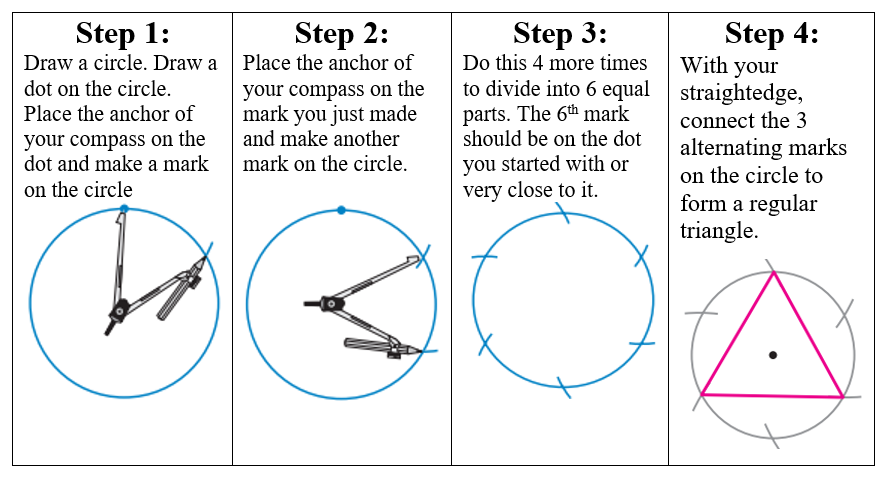 Step 1:
Draw a circle. Draw a
dot on the circle.
Place the anchor of
your compass on the
dot and make a mark
on the circle
Step 2:
Place the anchor of
your compass on the
mark you just made
and make another
mark on the circle.
Step 3:
Do this 4 more times
to divide into 6 equal
parts. The 6th mark
should be on the dot
you started with or
very close to it.
Step 4:
With your
straightedge,
connect the 3
alternating marks
on the circle to
form a regular
triangle.